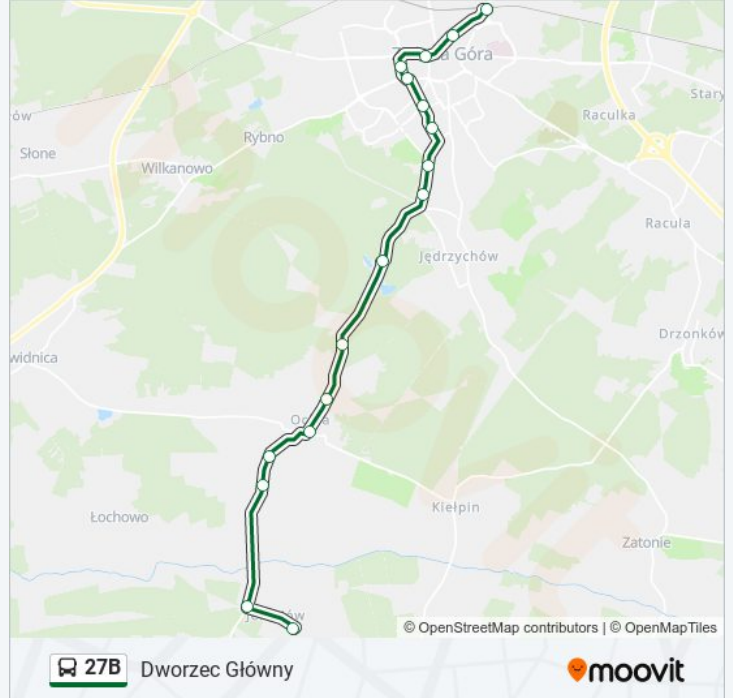 Góra
Stary
Raculka
ów
Rybno
Słone
Wilkanowo
Racula
Jędrzychów
Drzonków
widnica
Łochowo
Kiełpin
Zatonie
© OpenStreetMap contributors | © OpenMapTiles
27B Dworzec Główny
moovit